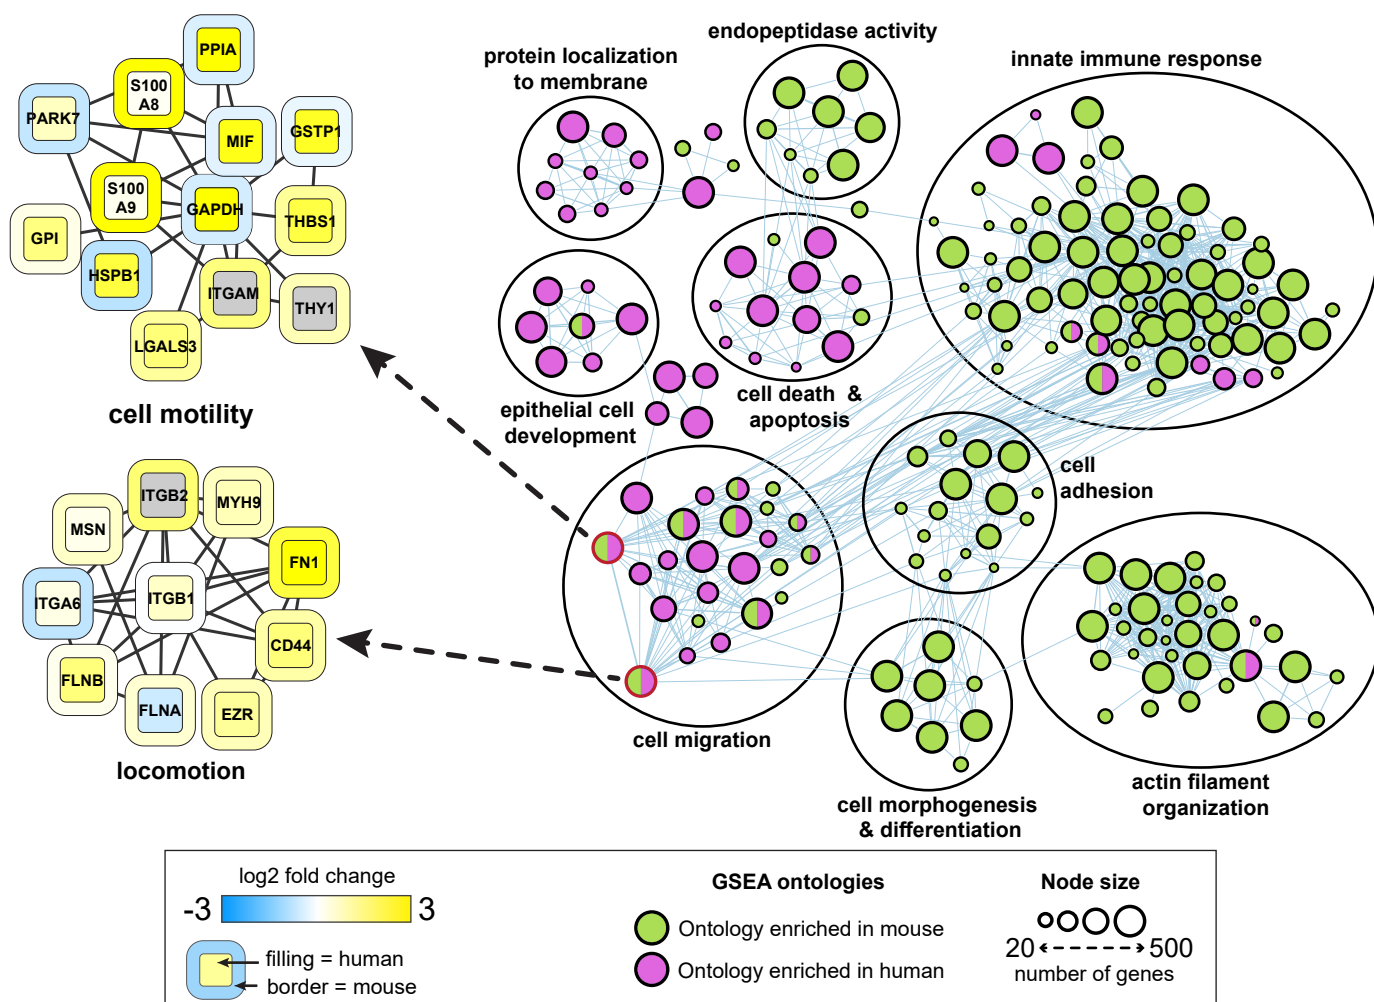 endopeptidase activity
protein localization
to membrane
innate immune response
PPIA
S100
A8
PARK7
MIF
GSTP1
S100
A9
GAPDH
THBS1
GPI
HSPB1
ITGAM
THY1
LGALS3
cell motility
epithelial cell
development
cell death &
apoptosis
cell
adhesion
ITGB2
MYH9
MSN
FN1
ITGA6
ITGB1
CD44
FLNB
FLNA
EZR
locomotion
cell migration
cell morphogenesis
& differentiation
actin filament
organization
log2 fold change
-3
3
filling = human
border = mouse
GSEA ontologies
Ontology enriched in mouse
Ontology enriched in human
Node size
20
500
number of genes